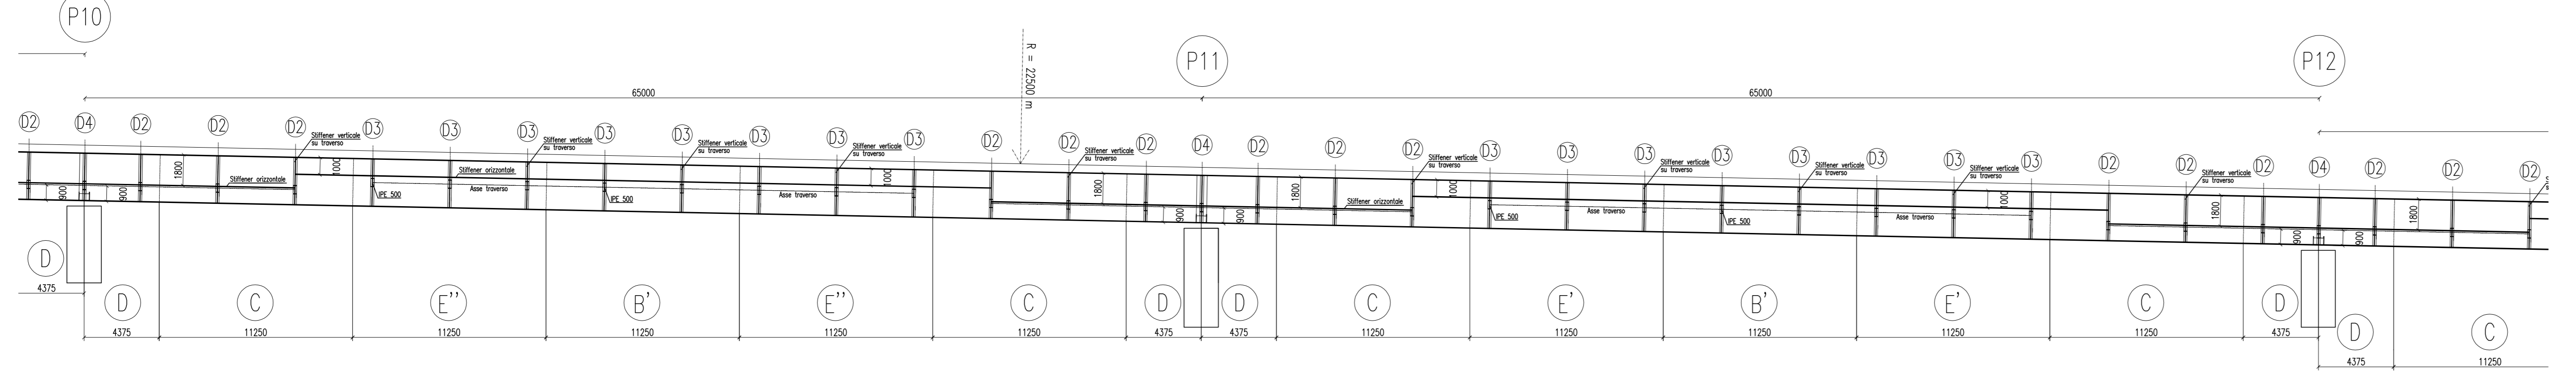 P10
P11
P12
R = 22500 m
65000
65000
D2
D4
D2
D2
D2
D3
D3
D3
D3
D3
D3
D3
D3
D2
D2
D2
D4
D2
D2
D2
D3
D3
D3
D3
D3
D3
D3
D3
D2
D2
D2
D4
D2
D2
D2
Stiffener verticale
su traverso
Stiffener verticale
su traverso
Stiffener verticale
su traverso
Stiffener verticale
su traverso
Stiffener verticale
su traverso
Stiffener verticale
su traverso
Stiffener verticale
su traverso
Stiffener verticale
su traverso
Stiffener verticale
su traverso
Stiffener verticale
su traverso
S
s
900
900
1800
Stiffener orizzontale
1000
IPE 500
Stiffener orizzontale
Asse traverso
IPE 500
Asse traverso
1000
1800
900
900
1800
Stiffener orizzontale
1000
IPE 500
Asse traverso
IPE 500
Asse traverso
1000
1800
900
900
1800
D
D
C
E''
B'
E''
C
D
D
C
E'
B'
E'
C
D
D
C
4375
4375
11250
11250
11250
11250
11250
4375
4375
11250
11250
11250
11250
11250
4375
4375
11250